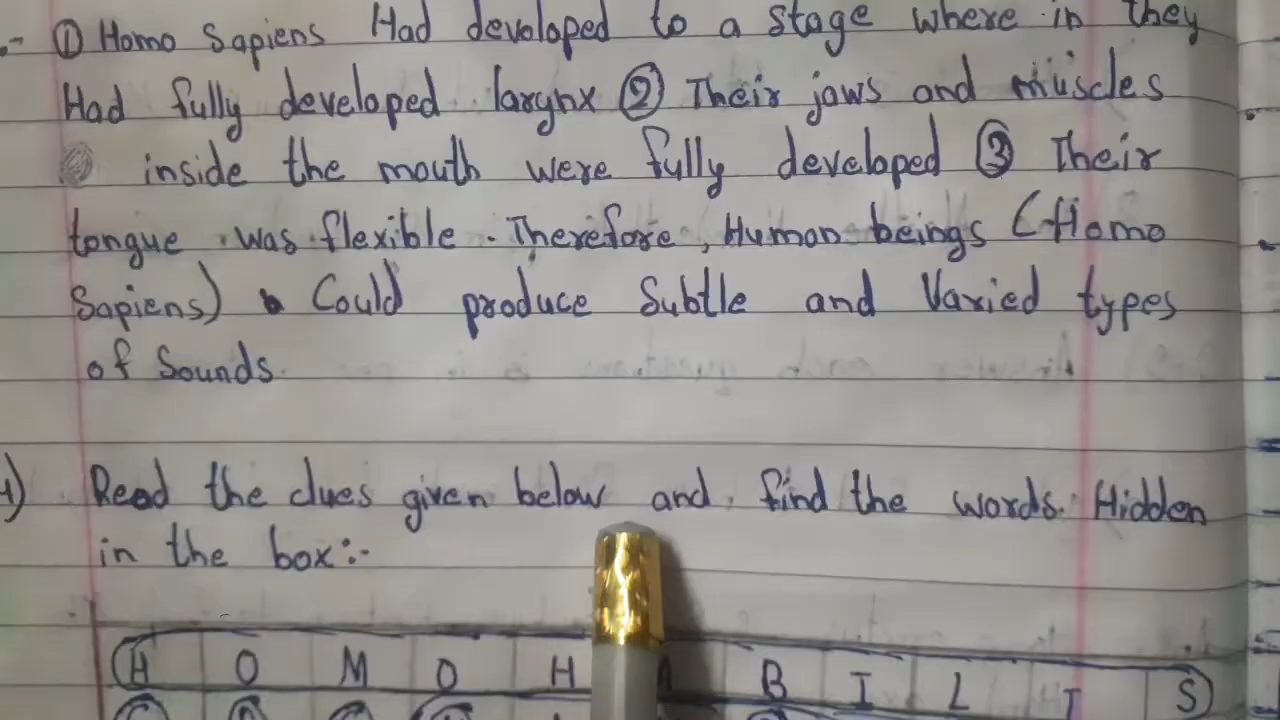 .- ① Homo Sapiens Had developed to a stage where in they
Had fully developed larynx ② Their jaws and muscles
inside the mouth were fully developed ③ Their
tongue was flexible. Therefore, Human beings (Homo
Sapiens) Could produce Subtle and Varied types
of Sounds.
Read the clues given below and find the words Hidden
in the box:-
H O M O H A B I L I S